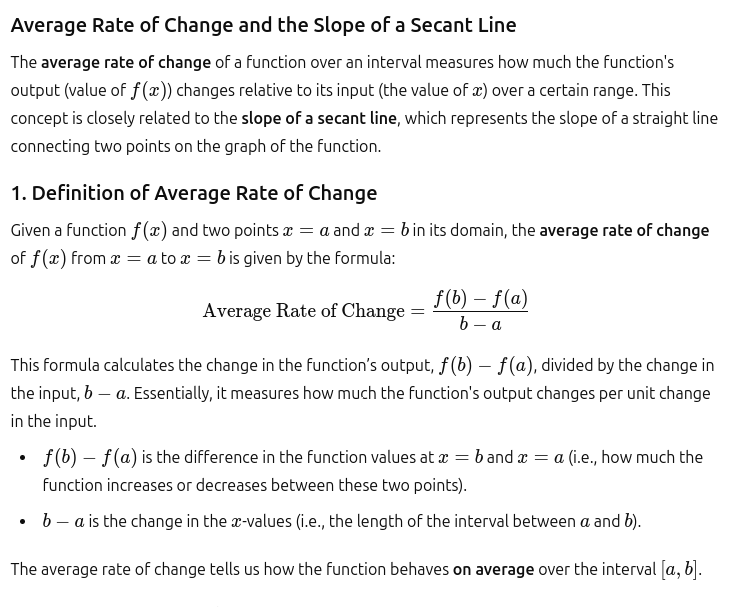 Average Rate of Change and the Slope of a Secant Line
The average rate of change of a function over an interval measures how much the function's
output (value of f(x)) changes relative to its input (the value of x) over a certain range. This
concept is closely related to the slope of a secant line, which represents the slope of a straight line
connecting two points on the graph of the function.
1. Definition of Average Rate of Change
Given a function f(x) and two points x = a and x = b in its domain, the average rate of change
of f(x) from x = a to x = b is given by the formula:
Average Rate of Change = \frac{f(b) − f(a)}{b − a}
This formula calculates the change in the function’s output, f(b) − f(a), divided by the change in
the input, b − a. Essentially, it measures how much the function's output changes per unit change
in the input.
• f(b) − f(a) is the difference in the function values at x = b and x = a (i.e., how much the
function increases or decreases between these two points).
• b − a is the change in the x-values (i.e., the length of the interval between a and b).
The average rate of change tells us how the function behaves on average over the interval [a, b].